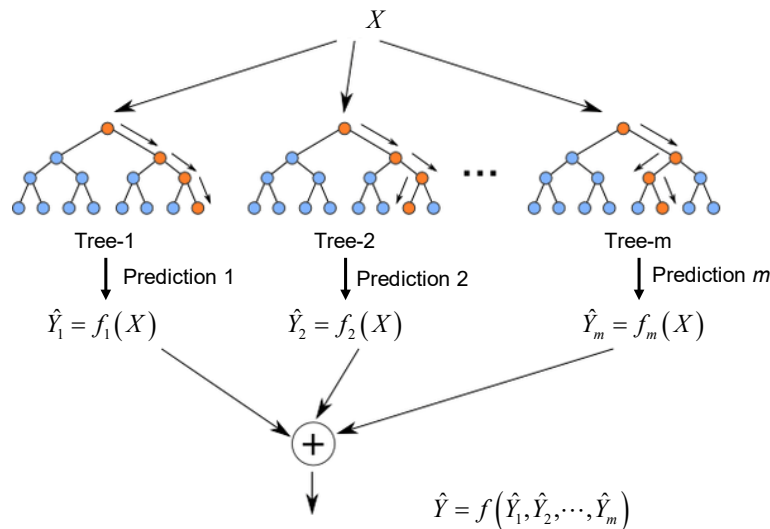 X
...
Tree-1 Tree-2 Tree-m
Prediction 1 Prediction 2 Prediction m
Ŷ₁ = f₁(X) Ŷ₂ = f₂(X) Ŷₘ = fₘ(X)
+
Ŷ = f(Ŷ₁, Ŷ₂, ⋯, Ŷₘ)